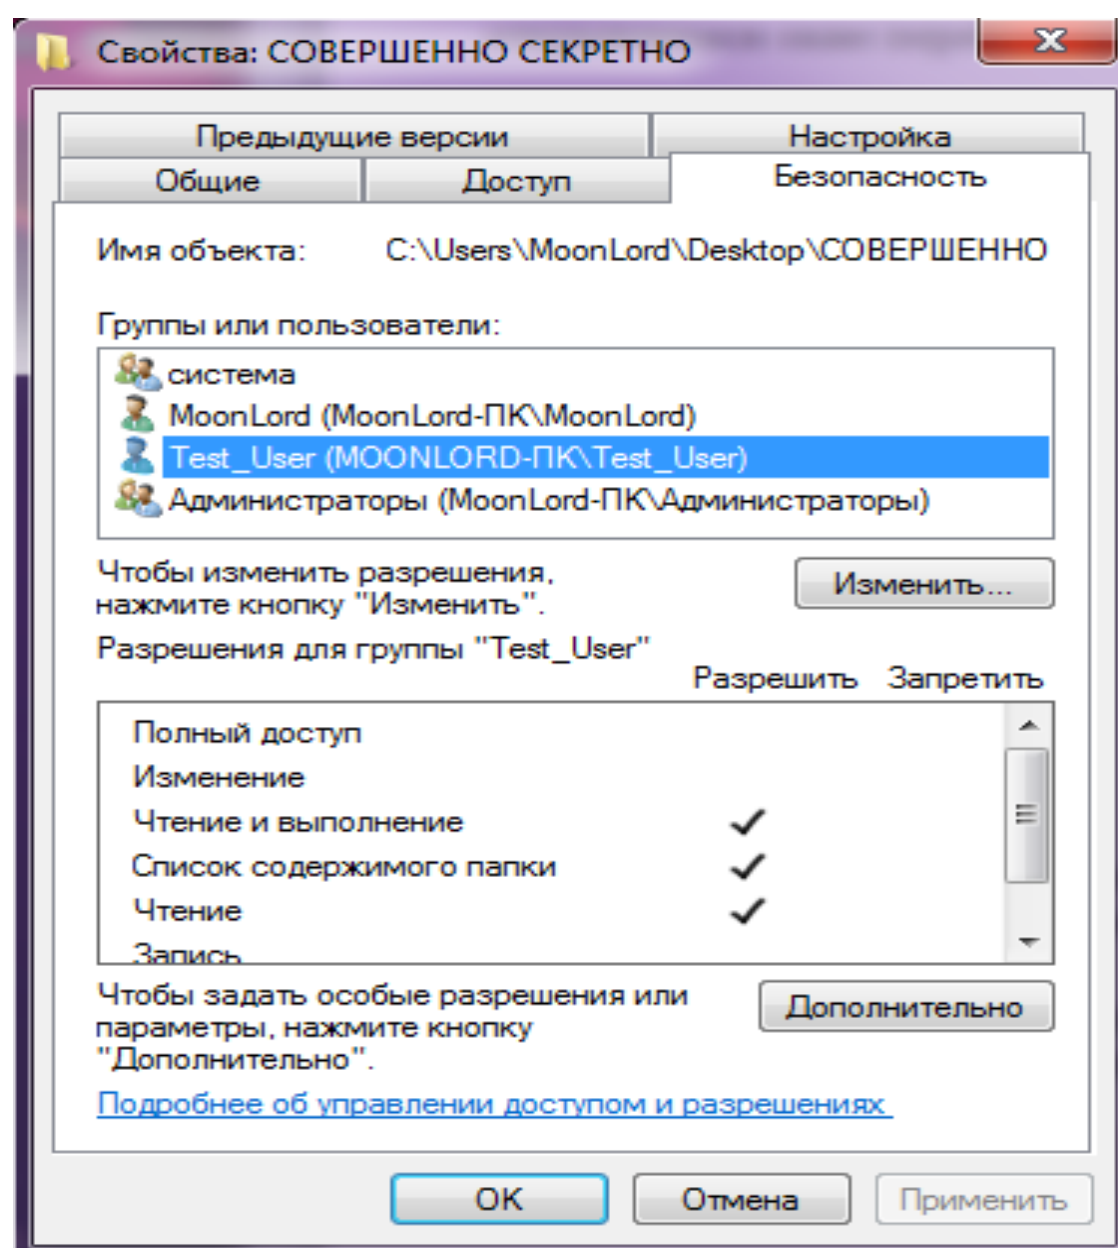 Свойства: СОВЕРШЕННО СЕКРЕТНО
Предыдущие версии Настройка
Общие Доступ Безопасность
Имя объекта: C:\Users\MoonLord\Desktop\СОВЕРШЕННО
Группы или пользователи:
система
MoonLord (MoonLord-ПК\MoonLord)
Test_User (MOONLORD-ПК\Test_User)
Администраторы (MoonLord-ПК\Администраторы)
Чтобы изменить разрешения,
нажмите кнопку "Изменить".
Изменить...
Разрешения для группы "Test_User"
Разрешить Запретить
Полный доступ
Изменение
Чтение и выполнение
Список содержимого папки
Чтение
Запись
Чтобы задать особые разрешения или
параметры, нажмите кнопку
"Дополнительно".
Дополнительно
Подробнее об управлении доступом и разрешениях
ОК Отмена Применить